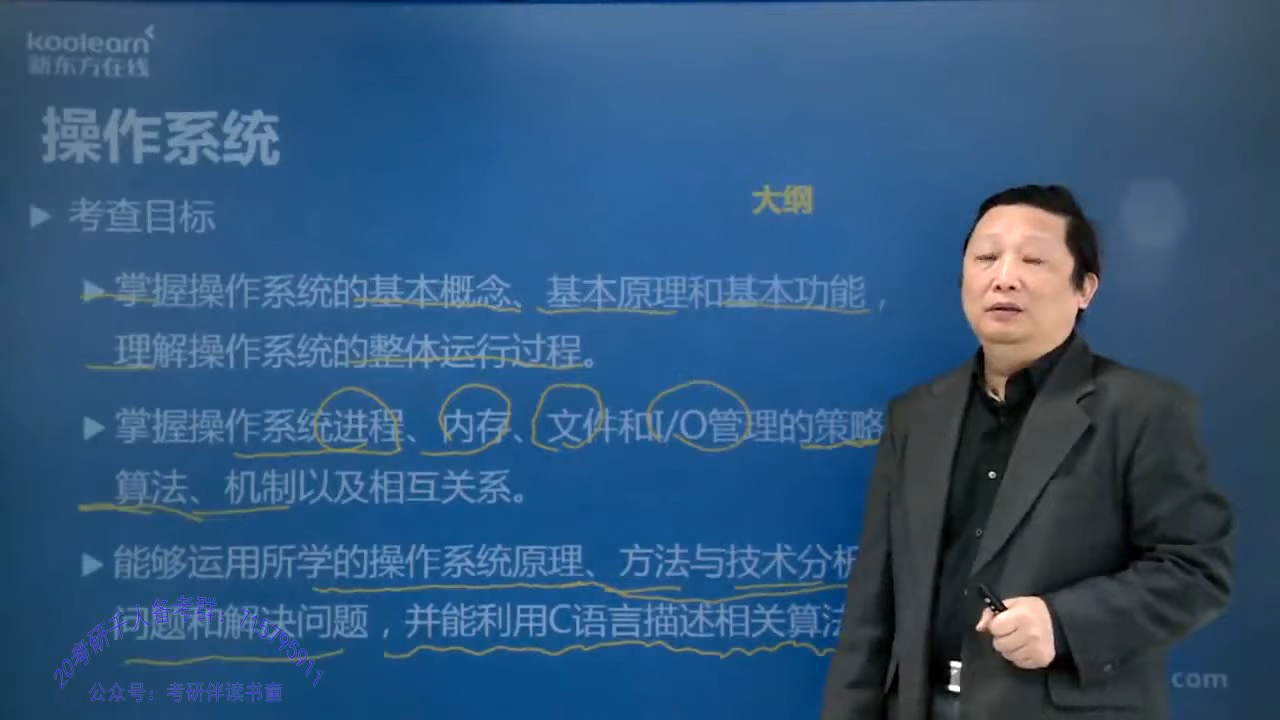 koolearn
新东方在线
操作系统
考查目标
大纲
掌握操作系统的基本概念、基本原理和基本功能，
理解操作系统的整体运行过程。
掌握操作系统进程、内存、文件和I/O管理的策略
算法、机制以及相互关系。
能够运用所学的操作系统原理、方法与技术分析
问题和解决问题，并能利用C语言描述相关算法
公众号：考研伴读书童
com